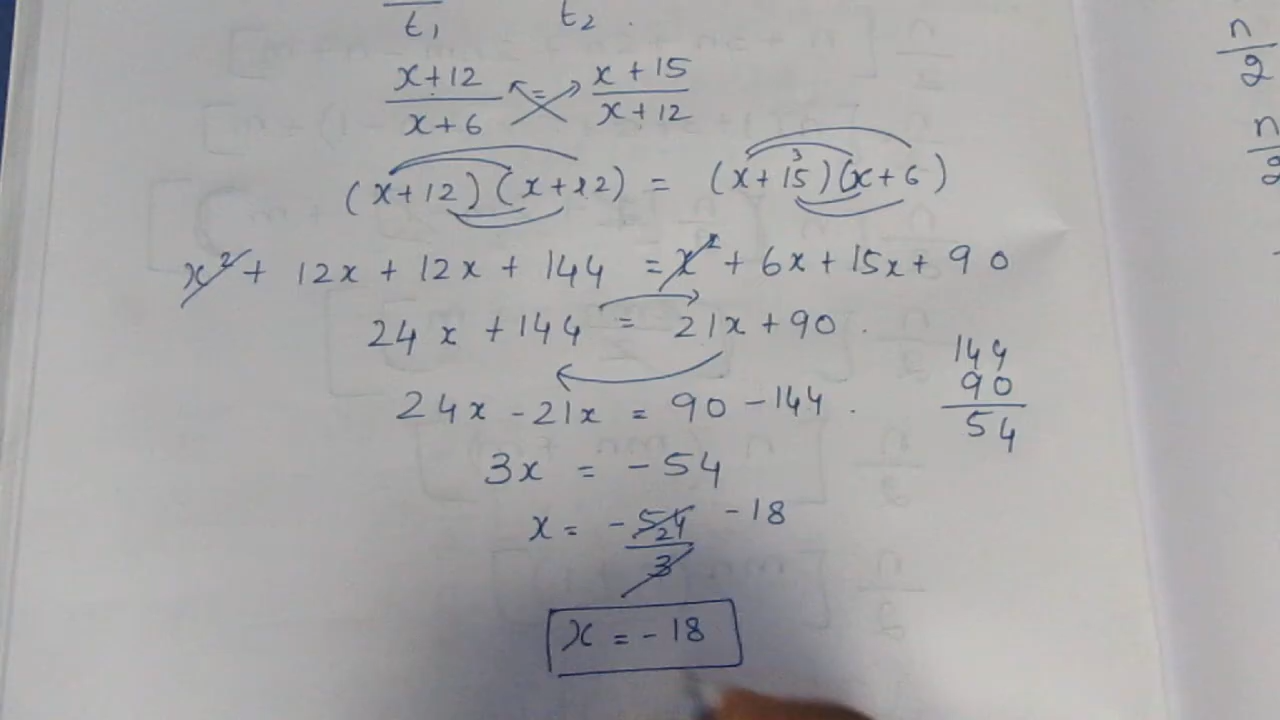 t₁ t₂ .
x+12 / x+6 = x+15 / x+12
(x+12)(x+12) = (x+15)(x+6)
x² + 12x + 12x + 144 = x² + 6x + 15x + 90
24x + 144 = 21x + 90 .
24x - 21x = 90 - 144 .
3x = - 54
x = - 54 / 3 - 18
x = - 18
144
90
54
n / 2
n / 2